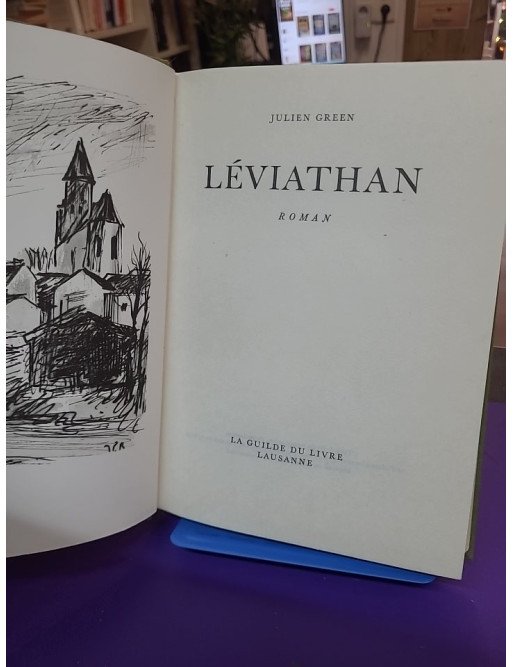 JULIEN GREEN
LÉVIATHAN
ROMAN
LA GUILDE DU LIVRE
LAUSANNE